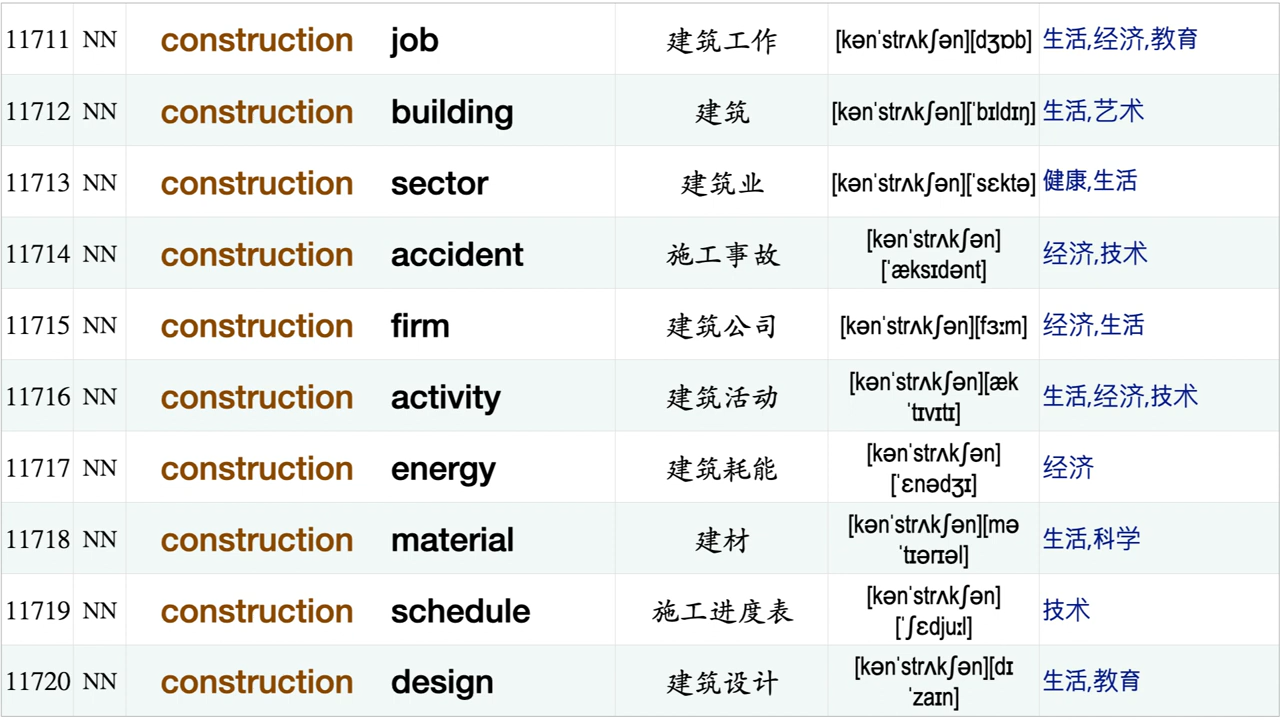 11711 NN construction job 建筑工作 [kənˈstrʌkʃən][dʒɒb] 生活,经济,教育
11712 NN construction building 建筑 [kənˈstrʌkʃən][ˈbɪldɪŋ] 生活,艺术
11713 NN construction sector 建筑业 [kənˈstrʌkʃən][ˈsɛktə] 健康,生活
11714 NN construction accident 施工事故 [kənˈstrʌkʃən] 经济,技术
[ˈæksɪdənt]
11715 NN construction firm 建筑公司 [kənˈstrʌkʃən][fɜːm] 经济,生活
11716 NN construction activity 建筑活动 [kənˈstrʌkʃən][æk 生活,经济,技术
ˈtɪvɪtɪ]
11717 NN construction energy 建筑耗能 [kənˈstrʌkʃən] 经济
[ˈɛnədʒɪ]
11718 NN construction material 建材 [kənˈstrʌkʃən][mə 生活,科学
ˈtɪərɪəl]
11719 NN construction schedule 施工进度表 [kənˈstrʌkʃən] 技术
[ˈʃɛdjuːl]
11720 NN construction design 建筑设计 [kənˈstrʌkʃən][dɪ 生活,教育
ˈzaɪn]